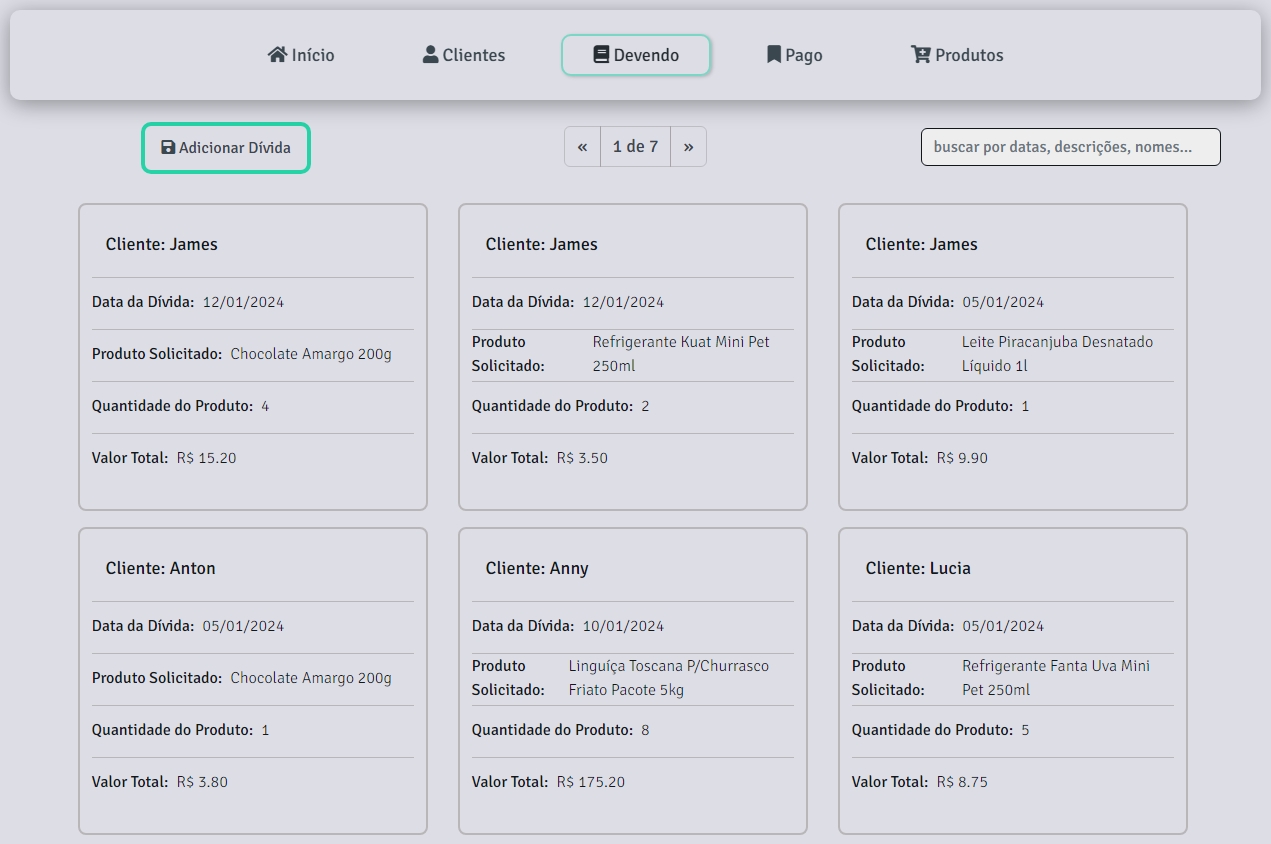 Início Clientes Devendo Pago Produtos
Adicionar Dívida « 1 de 7 » buscar por datas, descrições, nomes...
Cliente: James
Data da Dívida: 12/01/2024
Produto Solicitado: Chocolate Amargo 200g
Quantidade do Produto: 4
Valor Total: R$ 15.20
Cliente: James
Data da Dívida: 12/01/2024
Produto Solicitado: Refrigerante Kuat Mini Pet
250ml
Quantidade do Produto: 2
Valor Total: R$ 3.50
Cliente: James
Data da Dívida: 05/01/2024
Produto Solicitado: Leite Piracanjuba Desnatado
Líquido 1l
Quantidade do Produto: 1
Valor Total: R$ 9.90
Cliente: Anton
Data da Dívida: 05/01/2024
Produto Solicitado: Chocolate Amargo 200g
Quantidade do Produto: 1
Valor Total: R$ 3.80
Cliente: Anny
Data da Dívida: 10/01/2024
Produto Solicitado: Linguíça Toscana P/Churrasco
Friato Pacote 5kg
Quantidade do Produto: 8
Valor Total: R$ 175.20
Cliente: Lucia
Data da Dívida: 05/01/2024
Produto Solicitado: Refrigerante Fanta Uva Mini
Pet 250ml
Quantidade do Produto: 5
Valor Total: R$ 8.75